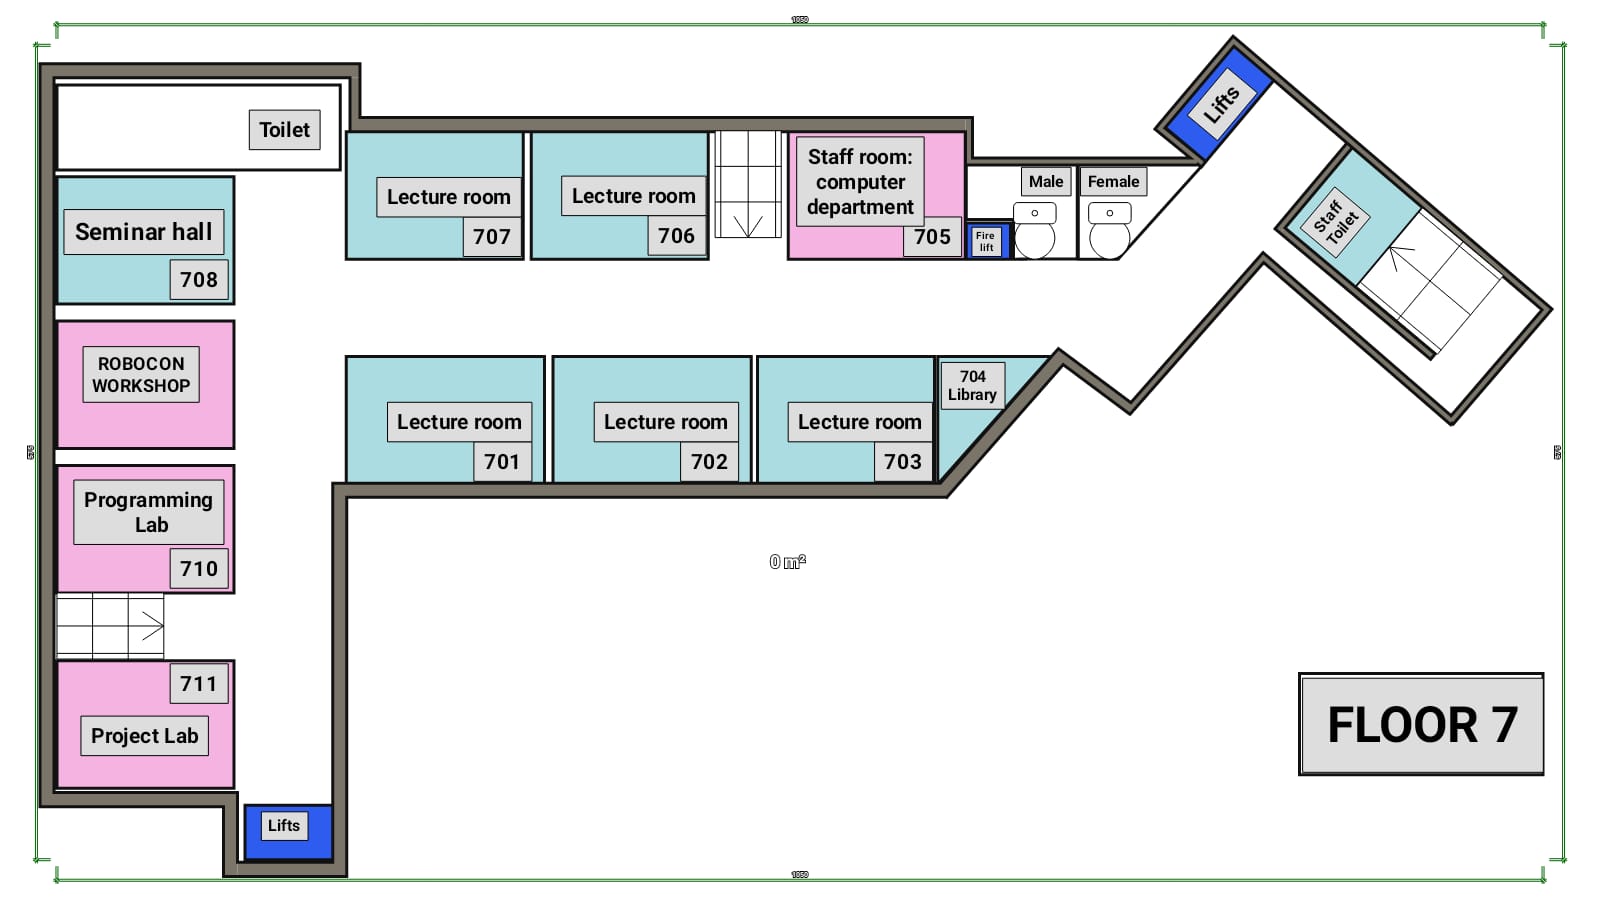 1050
Lifts
Toilet
Staff room:
computer
department
705
Male
Female
Lecture room
707
Lecture room
706
Staff
Toilet
Seminar hall
708
Fire
lift
ROBOCON
WORKSHOP
704
Library
Lecture room
701
Lecture room
702
Lecture room
703
Programming
Lab
710
0 m²
711
Project Lab
FLOOR 7
Lifts
1050